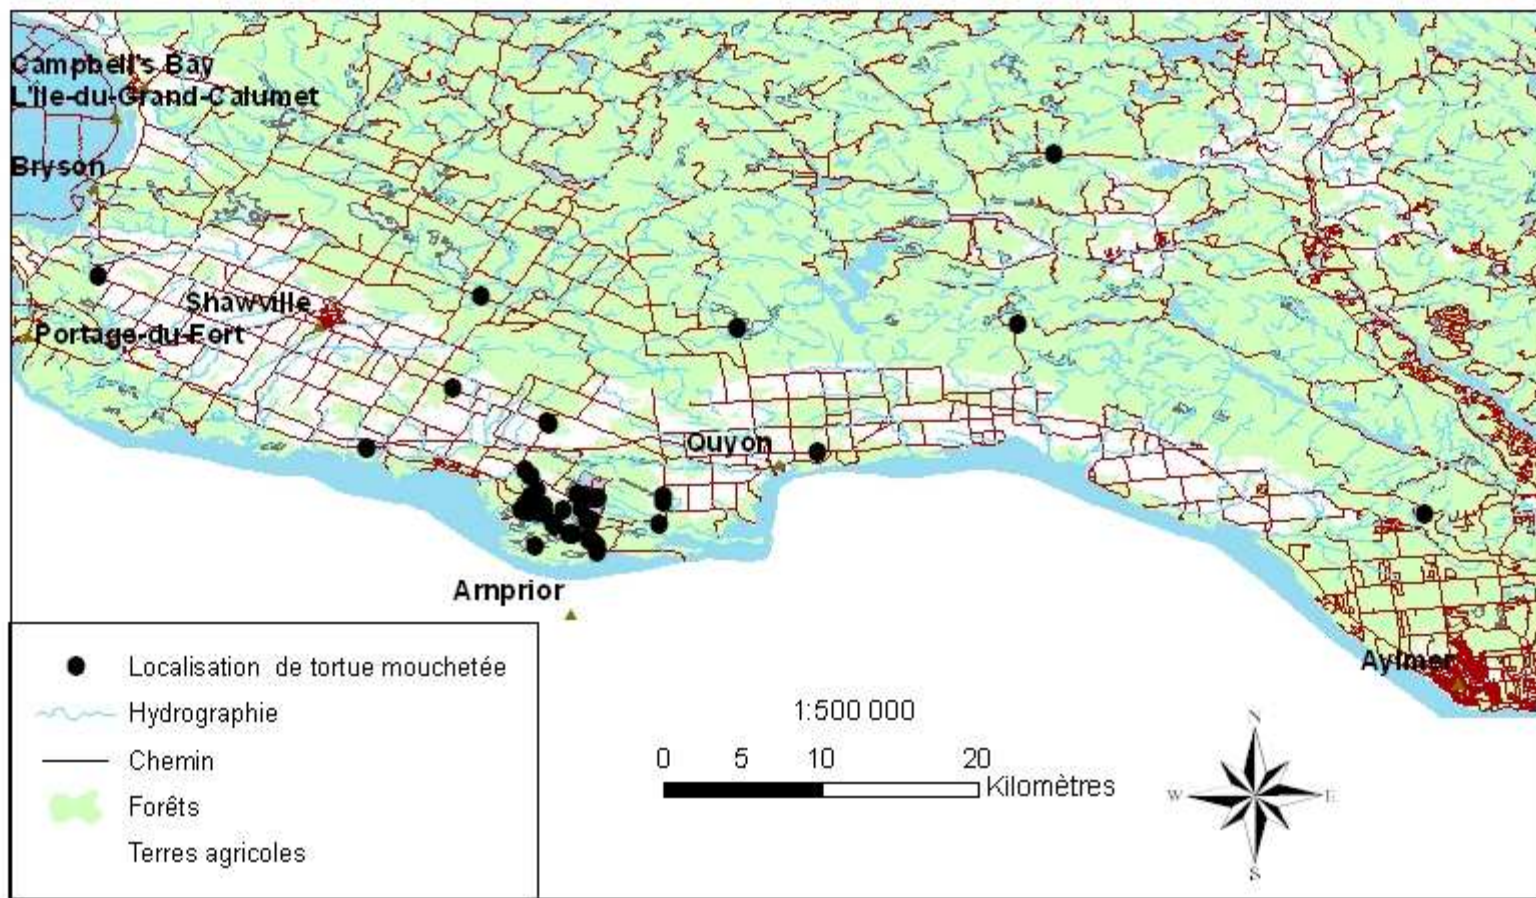 Campbell's Bay
L'Ile-du-Grand-Calumet
Bryson
Shawville
Portage-du-Fort
Quyon
Arnprior
Aylmer
Localisation de tortue mouchetée
Hydrographie
Chemin
Forêts
Terres agricoles
1:500 000
0 5 10 20
Kilomètres
N
W E
S